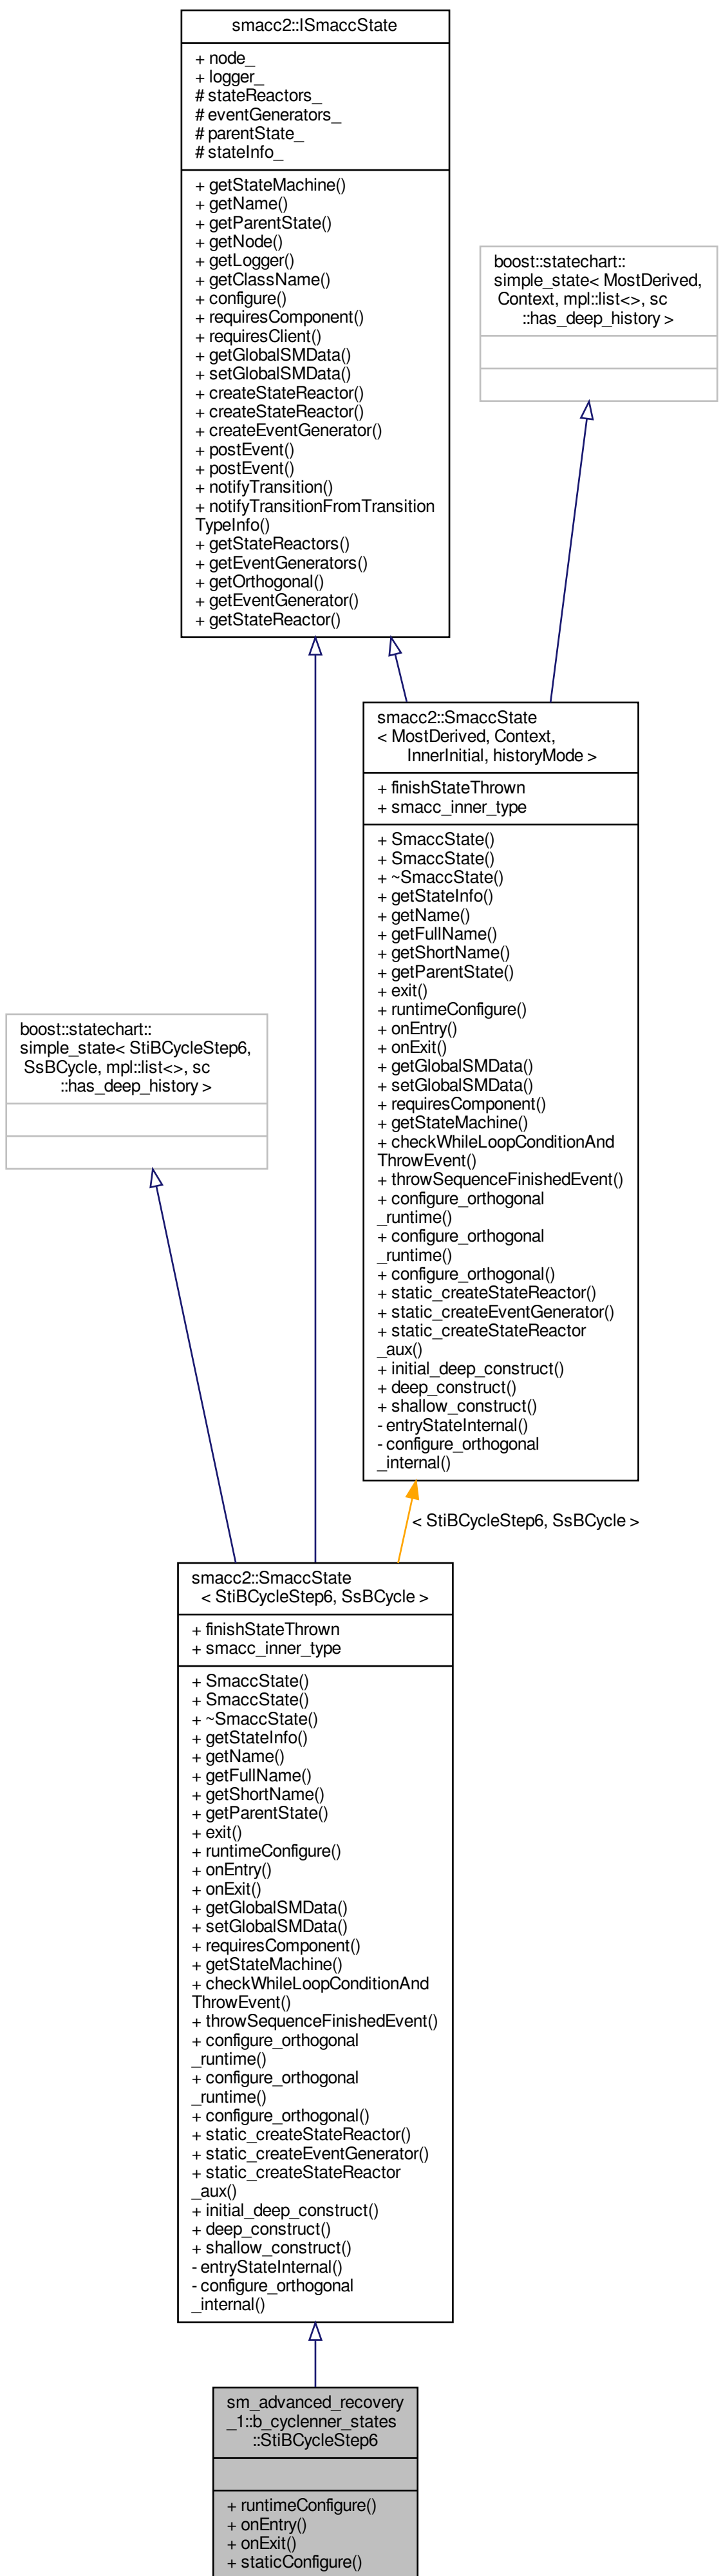 smacc2::ISmaccState
+ node_
+ logger_
# stateReactors_
# eventGenerators_
# parentState_
# stateInfo_
+ getStateMachine()
+ getName()
+ getParentState()
+ getNode()
+ getLogger()
+ getClassName()
+ configure()
+ requiresComponent()
+ requiresClient()
+ getGlobalSMData()
+ setGlobalSMData()
+ createStateReactor()
+ createStateReactor()
+ createEventGenerator()
+ postEvent()
+ postEvent()
+ notifyTransition()
+ notifyTransitionFromTransition
TypeInfo()
+ getStateReactors()
+ getEventGenerators()
+ getOrthogonal()
+ getEventGenerator()
+ getStateReactor()
boost::statechart::
simple_state< MostDerived,
Context, mpl::list<>, sc
::has_deep_history >
smacc2::SmaccState
< MostDerived, Context,
InnerInitial, historyMode >
+ finishStateThrown
+ smacc_inner_type
+ SmaccState()
+ SmaccState()
+ ~SmaccState()
+ getStateInfo()
+ getName()
+ getFullName()
+ getShortName()
+ getParentState()
+ exit()
+ runtimeConfigure()
+ onEntry()
+ onExit()
+ getGlobalSMData()
+ setGlobalSMData()
+ requiresComponent()
+ getStateMachine()
+ checkWhileLoopConditionAnd
ThrowEvent()
+ throwSequenceFinishedEvent()
+ configure_orthogonal
_runtime()
+ configure_orthogonal
_runtime()
+ configure_orthogonal()
+ static_createStateReactor()
+ static_createEventGenerator()
+ static_createStateReactor
_aux()
+ initial_deep_construct()
+ deep_construct()
+ shallow_construct()
- entryStateInternal()
- configure_orthogonal
_internal()
boost::statechart::
simple_state< StiBCycleStep6,
SsBCycle, mpl::list<>, sc
::has_deep_history >
< StiBCycleStep6, SsBCycle >
smacc2::SmaccState
< StiBCycleStep6, SsBCycle >
+ finishStateThrown
+ smacc_inner_type
+ SmaccState()
+ SmaccState()
+ ~SmaccState()
+ getStateInfo()
+ getName()
+ getFullName()
+ getShortName()
+ getParentState()
+ exit()
+ runtimeConfigure()
+ onEntry()
+ onExit()
+ getGlobalSMData()
+ setGlobalSMData()
+ requiresComponent()
+ getStateMachine()
+ checkWhileLoopConditionAnd
ThrowEvent()
+ throwSequenceFinishedEvent()
+ configure_orthogonal
_runtime()
+ configure_orthogonal
_runtime()
+ configure_orthogonal()
+ static_createStateReactor()
+ static_createEventGenerator()
+ static_createStateReactor
_aux()
+ initial_deep_construct()
+ deep_construct()
+ shallow_construct()
- entryStateInternal()
- configure_orthogonal
_internal()
sm_advanced_recovery
_1::b_cyclenner_states
::StiBCycleStep6
+ runtimeConfigure()
+ onEntry()
+ onExit()
+ staticConfigure()